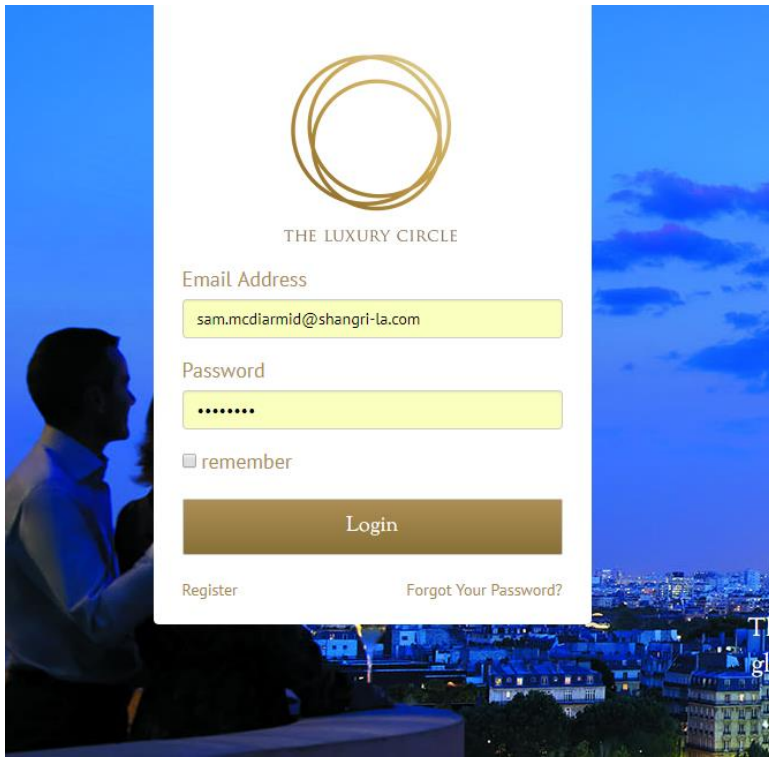 THE LUXURY CIRCLE
Email Address
sam.mcdiarmid@shangri-la.com
Password
••••••••
remember
Login
Register
Forgot Your Password?